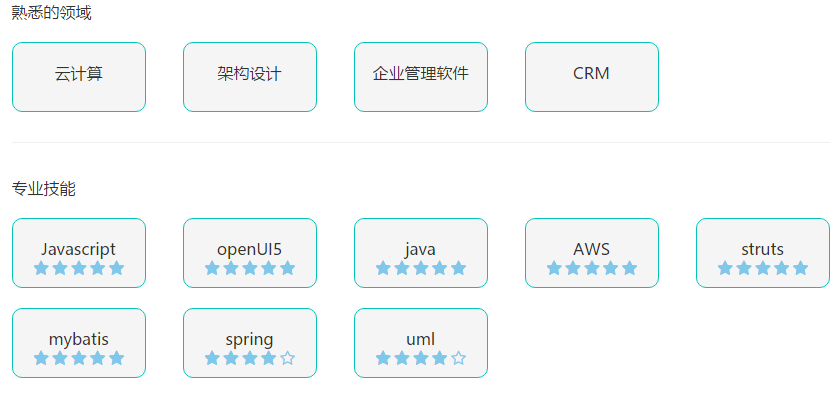 熟悉的领域
云计算 架构设计 企业管理软件 CRM
专业技能
Javascript openUI5 java AWS struts
mybatis spring uml